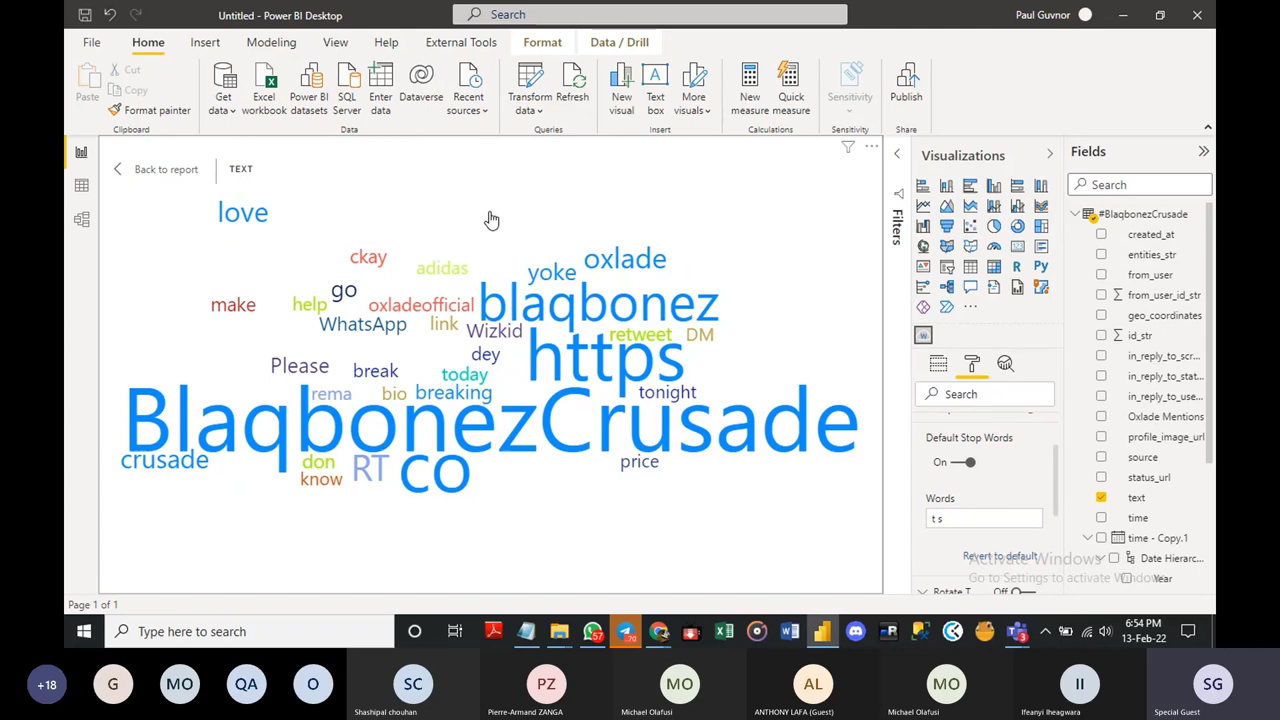 Untitled - Power BI Desktop
Search
Paul Guvnor
File Home Insert Modeling View Help External Tools Format Data / Drill
Paste
Cut
Copy
Format painter
Clipboard
Get data
Excel workbook
Power BI datasets
SQL Server
Enter data
Dataverse
Recent sources
Data
Transform data
Refresh
Queries
New visual
Text box
More visuals
Insert
New measure
Quick measure
Calculations
Sensitivity
Sensitivity
Publish
Share
Back to report
TEXT
love
ckay
adidas
yoke
oxlade
make
help
go
oxladeofficial
blaqbonez
WhatsApp
link
Wizkid
retweet
DM
Please
break
dey
https
today
rema
bio
breaking
tonight
BlaqbonezCrusade
crusade
don
RT
co
price
know
Filters
Visualizations
R
Py
Search
Default Stop Words
On
Words
t s
Revert to default
Rotate T
Off
Fields
Search
#BlaqbonezCrusade
created_at
entities_str
from_user
from_user_id_str
geo_coordinates
id_str
in_reply_to_scr...
in_reply_to_stat...
in_reply_to_use...
Oxlade Mentions
profile_image_url
source
status_url
text
time
time - Copy.1
Date Hierarc...
Year
Activate Windows
Go to Settings to activate Windows.
Page 1 of 1
Type here to search
57
70
3
6:54 PM
13-Feb-22
+18
G
MO
QA
O
SC
Shashipal chouhan
PZ
Pierre-Armand ZANGA
MO
Michael Olafusi
AL
ANTHONY LAFA (Guest)
MO
Michael Olafusi
II
Ifeanyi Iheagwara
SG
Special Guest